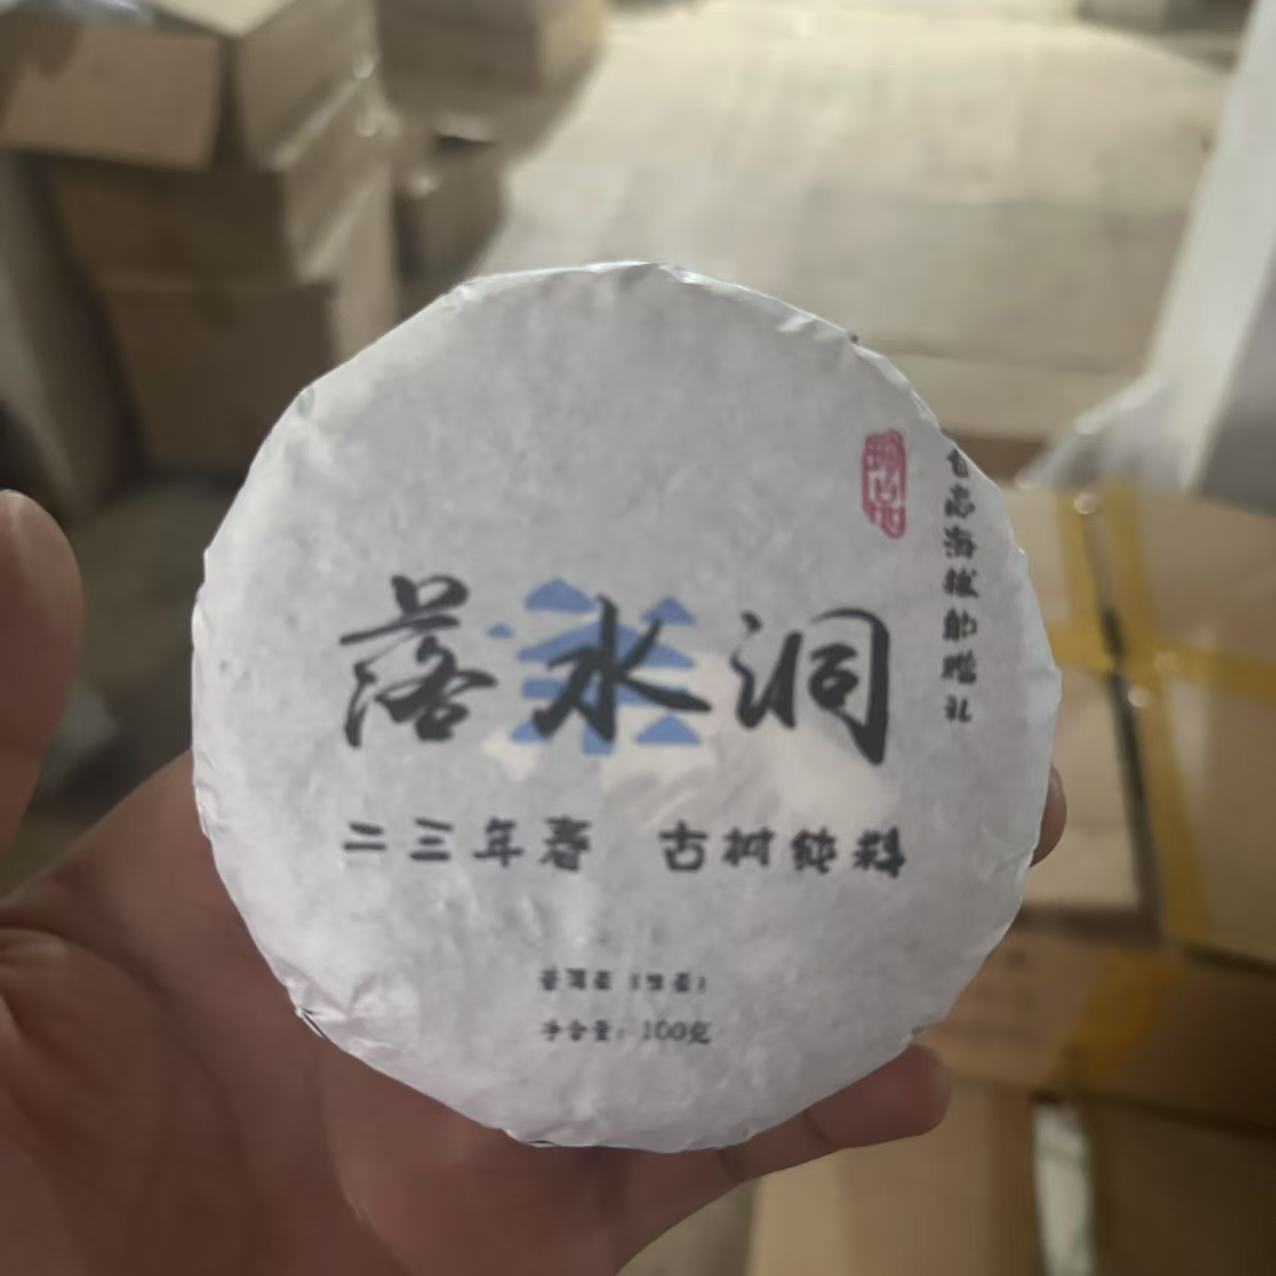 落水洞
二三年春 古树纯料
普洱茶（生茶）
净含量：100克